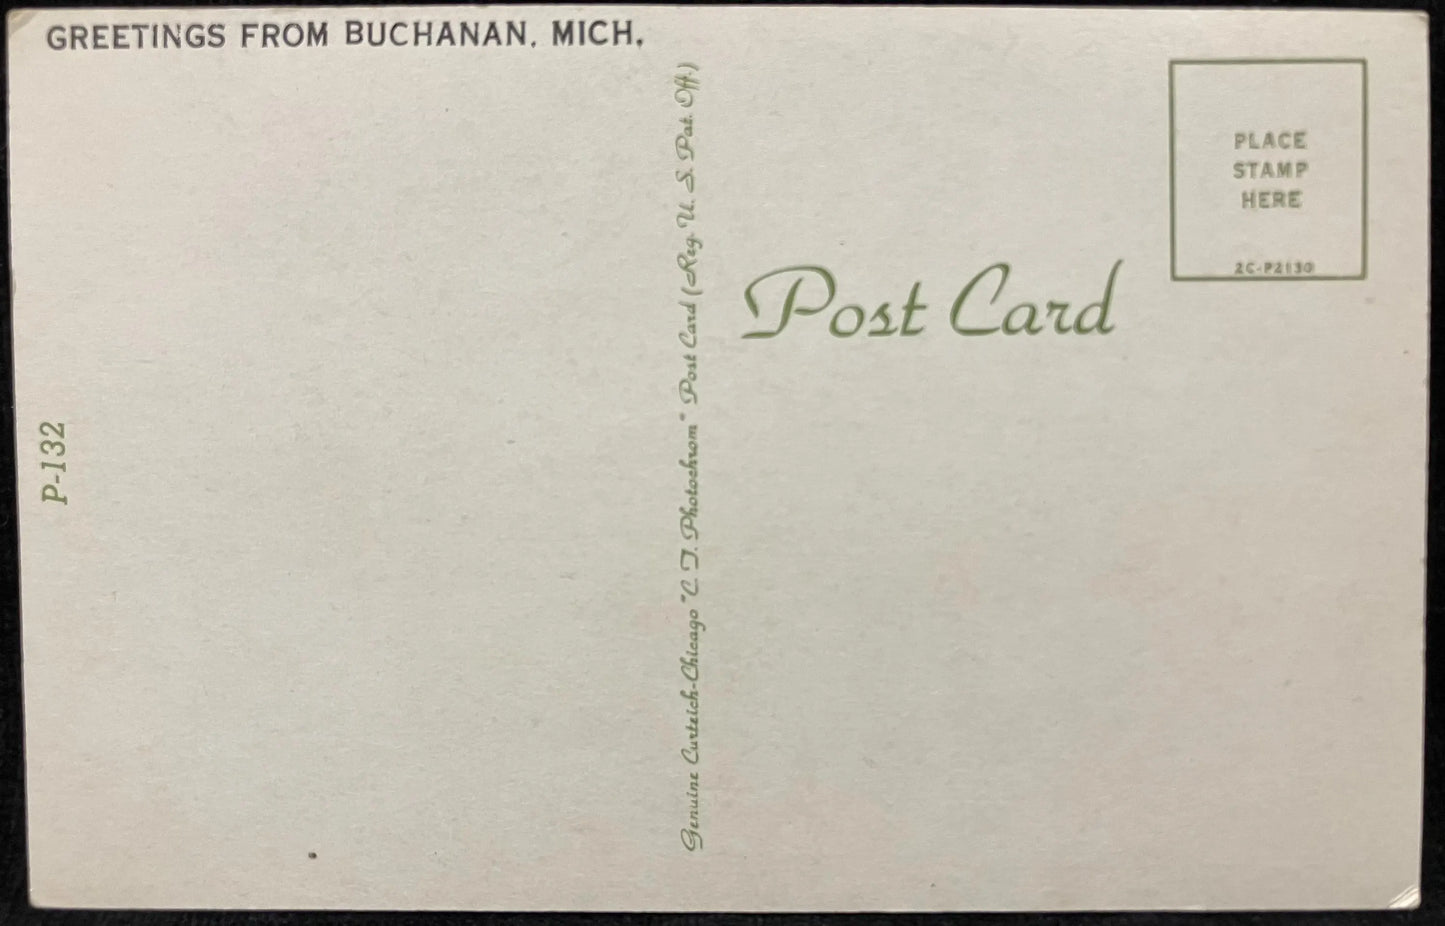 GREETINGS FROM BUCHANAN, MICH.
P-132
Genuine Curteich-Chicago "C. T. Photochrom" Post Card (Reg. U. S. Pat. Off.)
Post Card
PLACE
STAMP
HERE
2C-P2130